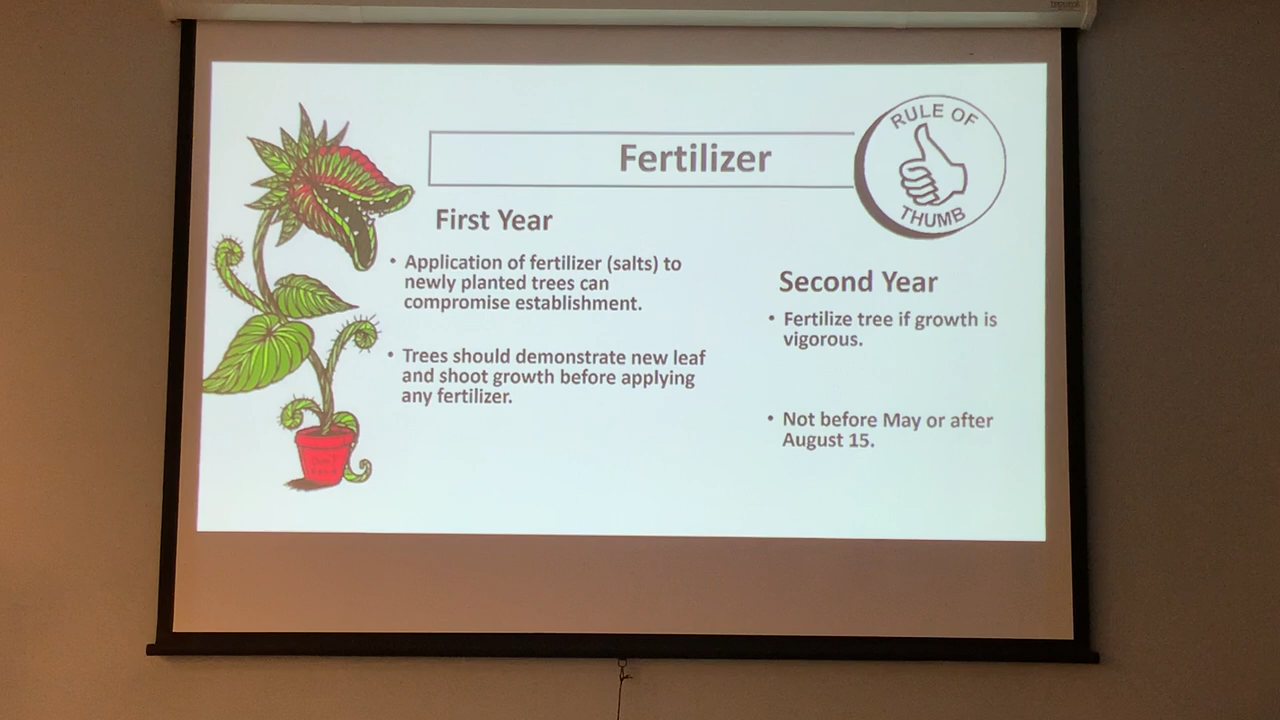 Fertilizer
RULE OF
THUMB
First Year
• Application of fertilizer (salts) to
newly planted trees can
compromise establishment.
• Trees should demonstrate new leaf
and shoot growth before applying
any fertilizer.
Second Year
• Fertilize tree if growth is
vigorous.
• Not before May or after
August 15.